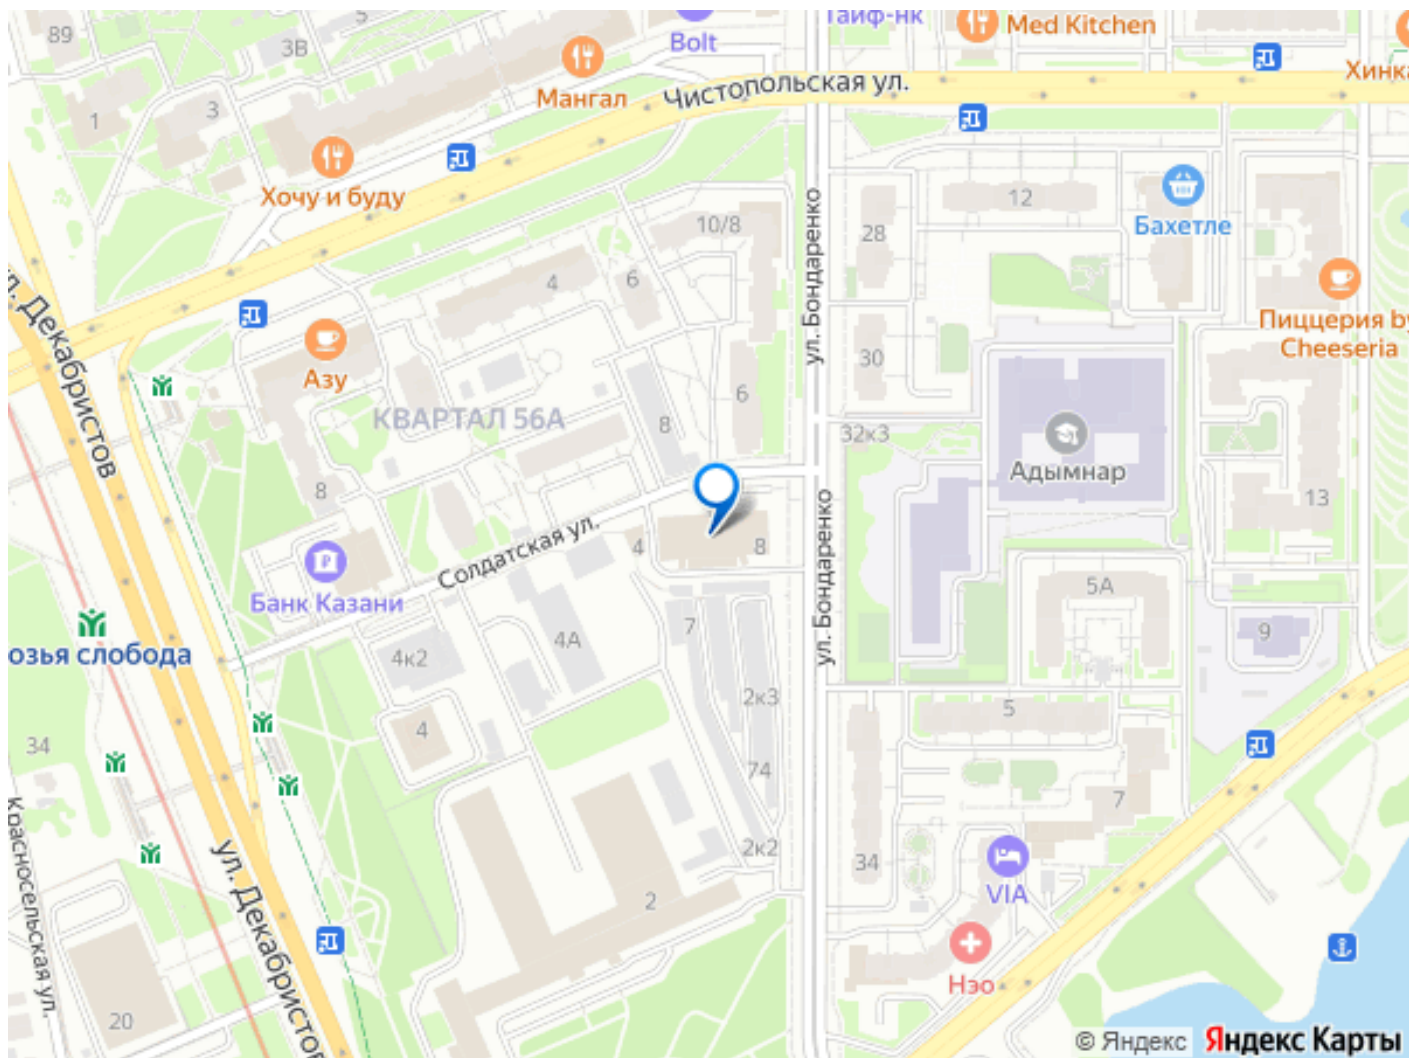 5
89
3В
Bolt
Тайф-нк
Med Kitchen
Хинка
Мангал
Чистопольская ул.
1
3
Хочу и буду
10/8
ул. Бондаренко
28
12
Бахетле
ул. Декабристов
4
6
30
Пиццерия by
Cheeseria
Азу
КВАРТАЛ 56А
6
8
32к3
Адымнар
8
13
Солдатская ул.
4
8
ул. Бондаренко
Банк Казани
5А
озья слобода
4к2
4А
7
9
2к3
5
34
4
74
7
Красносельская ул.
ул. Декабристов
2к2
34
VIA
2
Нэо
20
© Яндекс
Яндекс Карты